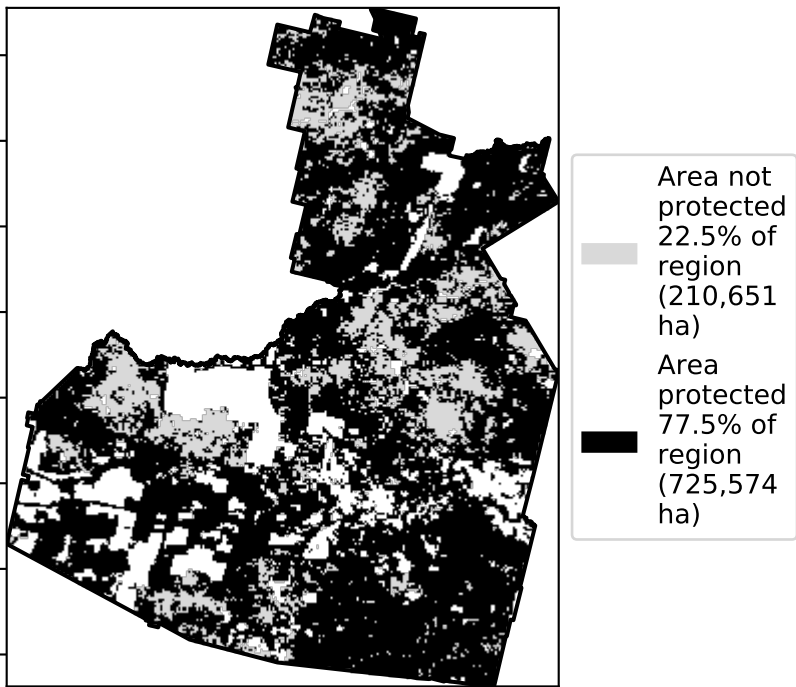 Area not
protected
22.5% of
region
(210,651
ha)
Area
protected
77.5% of
region
(725,574
ha)